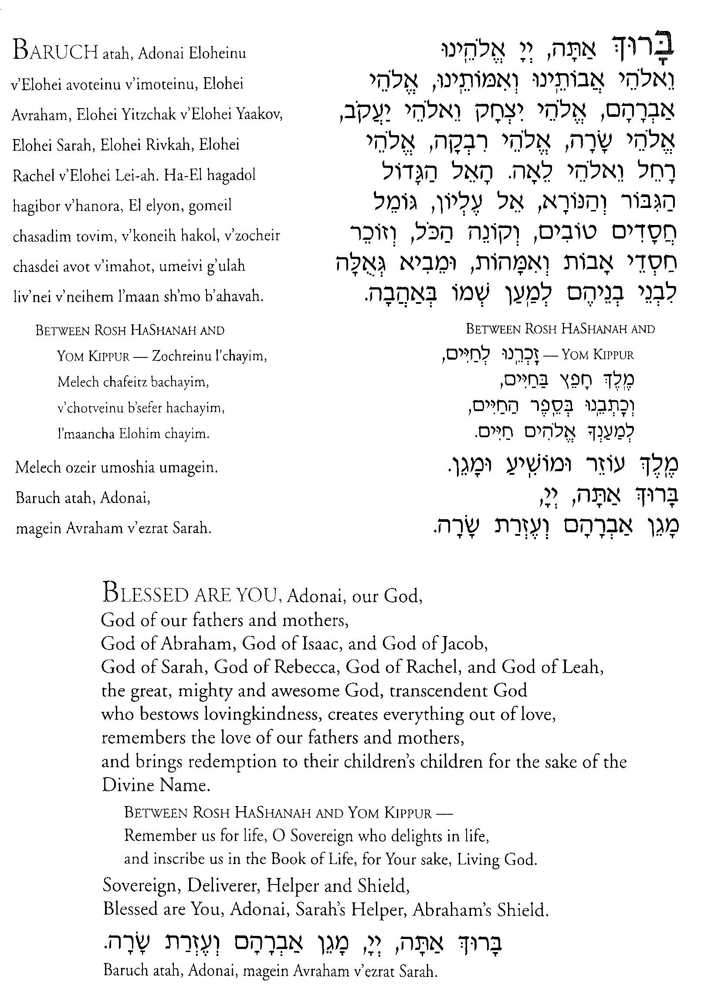 BARUCH atah, Adonai Eloheinu
v'Elohei avoteinu v'imoteinu, Elohei
Avraham, Elohei Yitzchak v'Elohei Yaakov,
Elohei Sarah, Elohei Rivkah, Elohei
Rachel v'Elohei Lei-ah. Ha-El hagadol
hagibor v'hanora, El elyon, gomeil
chasadim tovim, v'koneih hakol, v'zocheir
chasdei avot v'imahot, umeivi g'ulah
liv'nei v'neihem l'maan sh'mo b'ahavah.
BETWEEN ROSH HASHANAH AND
YOM KIPPUR — Zochreinu l'chayim,
Melech chafeitz bachayim,
v'chotveinu b'sefer hachayim,
l'maancha Elohim chayim.
Melech ozeir umoshia umagein.
Baruch atah, Adonai,
magein Avraham v'ezrat Sarah.
בָּרוּךְ אַתָּה, יְיָ אֱלֹהֵֽינוּ
וֵאלֹהֵי אֲבוֹתֵֽינוּ וְאִמּוֹתֵֽינוּ, אֱלֹהֵי
אַבְרָהָם, אֱלֹהֵי יִצְחָק וֵאלֹהֵי יַעֲקֹב,
אֱלֹהֵי שָׂרָה, אֱלֹהֵי רִבְקָה, אֱלֹהֵי
רָחֵל וֵאלֹהֵי לֵאָה. הָאֵל הַגָּדוֹל
הַגִּבּוֹר וְהַנּוֹרָא, אֵל עֶלְיוֹן, גּוֹמֵל
חֲסָדִים טוֹבִים, וְקוֹנֵה הַכֹּל, וְזוֹכֵר
חַסְדֵי אָבוֹת וְאִמָּהוֹת, וּמֵבִיא גְּאֻלָּה
לִבְנֵי בְנֵיהֶם לְמַֽעַן שְׁמוֹ בְּאַהֲבָה.
BETWEEN ROSH HASHANAH AND
YOM KIPPUR — זָכְרֵֽנוּ לְחַיִּים,
מֶֽלֶךְ חָפֵץ בַּחַיִּים,
וְכָתְבֵֽנוּ בְּסֵֽפֶר הַחַיִּים,
לְמַעַנְךָ אֱלֹהִים חַיִּים.
מֶֽלֶךְ עוֹזֵר וּמוֹשִֽׁיעַ וּמָגֵן.
בָּרוּךְ אַתָּה, יְיָ,
מָגֵן אַבְרָהָם וְעֶזְרַת שָׂרָה.
BLESSED ARE YOU, Adonai, our God,
God of our fathers and mothers,
God of Abraham, God of Isaac, and God of Jacob,
God of Sarah, God of Rebecca, God of Rachel, and God of Leah,
the great, mighty and awesome God, transcendent God
who bestows lovingkindness, creates everything out of love,
remembers the love of our fathers and mothers,
and brings redemption to their children's children for the sake of the
Divine Name.
BETWEEN ROSH HASHANAH AND YOM KIPPUR —
Remember us for life, O Sovereign who delights in life,
and inscribe us in the Book of Life, for Your sake, Living God.
Sovereign, Deliverer, Helper and Shield,
Blessed are You, Adonai, Sarah's Helper, Abraham's Shield.
בָּרוּךְ אַתָּה, יְיָ, מָגֵן אַבְרָהָם וְעֶזְרַת שָׂרָה.
Baruch atah, Adonai, magein Avraham v'ezrat Sarah.